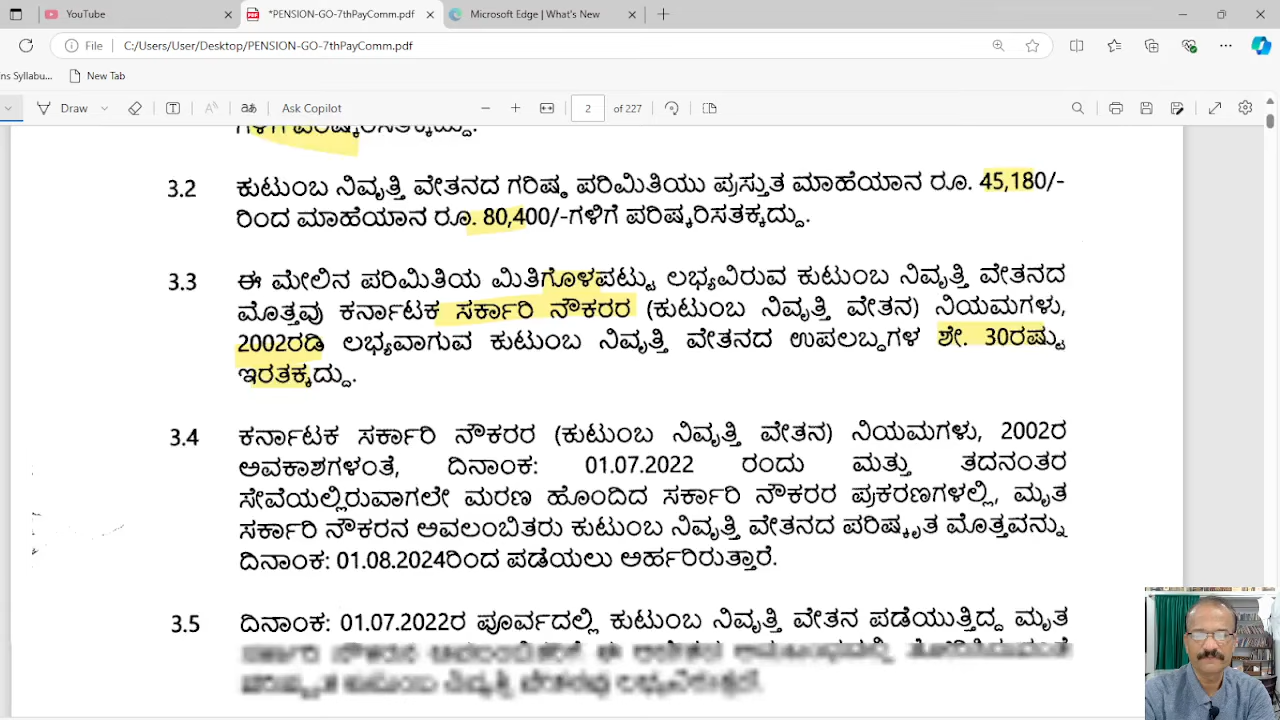 YouTube
*PENSION-GO-7thPayComm.pdf
Microsoft Edge | What's New
File
C:/Users/User/Desktop/PENSION-GO-7thPayComm.pdf
ns Syllabu...
New Tab
Draw
Ask Copilot
2 of 227
3.2 ಕುಟುಂಬ ನಿವೃತ್ತಿ ವೇತನದ ಗರಿಷ್ಠ ಪರಿಮಿತಿಯು ಪ್ರಸ್ತುತ ಮಾಹೆಯಾನ ರೂ. 45,180/-
ರಿಂದ ಮಾಹೆಯಾನ ರೂ. 80,400/-ಗಳಿಗೆ ಪರಿಷ್ಕರಿಸತಕ್ಕದ್ದು.
3.3 ಈ ಮೇಲಿನ ಪರಿಮಿತಿಯ ಮಿತಿಗೊಳಪಟ್ಟು ಲಭ್ಯವಿರುವ ಕುಟುಂಬ ನಿವೃತ್ತಿ ವೇತನದ
ಮೊತ್ತವು ಕರ್ನಾಟಕ ಸರ್ಕಾರಿ ನೌಕರರ (ಕುಟುಂಬ ನಿವೃತ್ತಿ ವೇತನ) ನಿಯಮಗಳು,
2002ರಡಿ ಲಭ್ಯವಾಗುವ ಕುಟುಂಬ ನಿವೃತ್ತಿ ವೇತನದ ಉಪಲಬ್ಧಗಳ ಶೇ. 30ರಷ್ಟು
ಇರತಕ್ಕದ್ದು.
3.4 ಕರ್ನಾಟಕ ಸರ್ಕಾರಿ ನೌಕರರ (ಕುಟುಂಬ ನಿವೃತ್ತಿ ವೇತನ) ನಿಯಮಗಳು, 2002ರ
ಅವಕಾಶಗಳಂತೆ, ದಿನಾಂಕ: 01.07.2022 ರಂದು ಮತ್ತು ತದನಂತರ
ಸೇವೆಯಲ್ಲಿರುವಾಗಲೇ ಮರಣ ಹೊಂದಿದ ಸರ್ಕಾರಿ ನೌಕರರ ಪ್ರಕರಣಗಳಲ್ಲಿ, ಮೃತ
ಸರ್ಕಾರಿ ನೌಕರನ ಅವಲಂಬಿತರು ಕುಟುಂಬ ನಿವೃತ್ತಿ ವೇತನದ ಪರಿಷ್ಕೃತ ಮೊತ್ತವನ್ನು
ದಿನಾಂಕ: 01.08.2024ರಿಂದ ಪಡೆಯಲು ಅರ್ಹರಿರುತ್ತಾರೆ.
3.5 ದಿನಾಂಕ: 01.07.2022ರ ಪೂರ್ವದಲ್ಲಿ ಕುಟುಂಬ ನಿವೃತ್ತಿ ವೇತನ ಪಡೆಯುತ್ತಿದ್ದ ಮೃತ